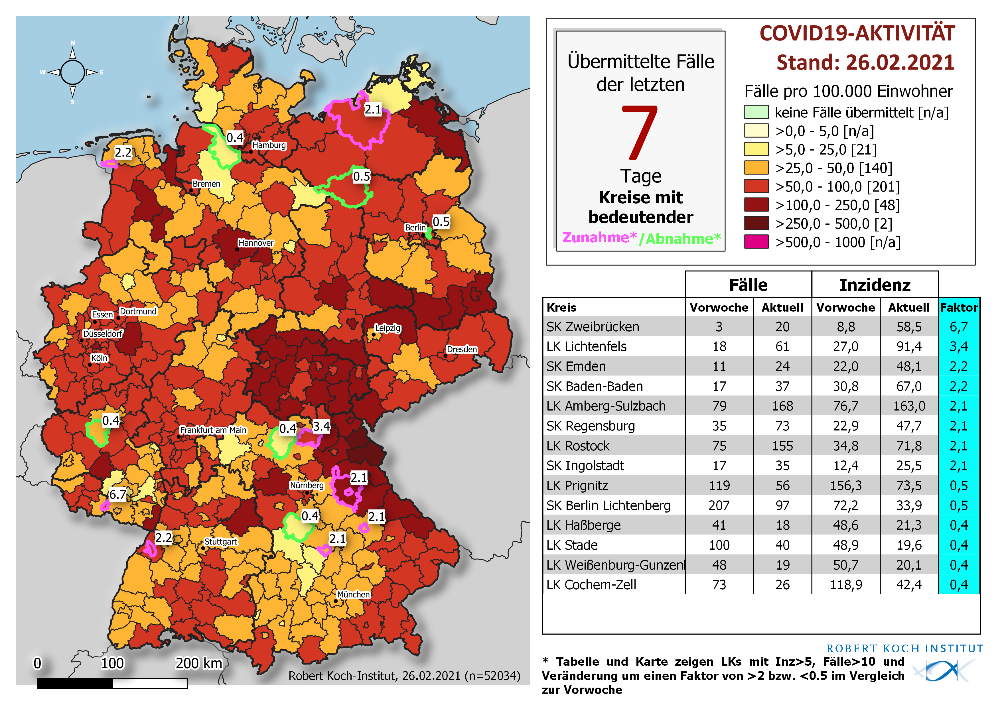 N
W
E
S
2.1
0.4
Hamburg
2.2
0.5
Bremen
0.5
Berlin
Hannover
Essen
Dortmund
Düsseldorf
Leipzig
Köln
Dresden
0.4
0.4
3.4
Frankfurt am Main
2.1
Nürnberg
6.7
0.4
2.1
2.2
2.1
Stuttgart
München
0
100
200 km
Robert Koch-Institut, 26.02.2021 (n=52034)
Übermittelte Fälle
der letzten
7
Tage
Kreise mit
bedeutender
Zunahme*/Abnahme*
COVID19-AKTIVITÄT
Stand: 26.02.2021
Fälle pro 100.000 Einwohner
keine Fälle übermittelt [n/a]
>0,0 - 5,0 [n/a]
>5,0 - 25,0 [21]
>25,0 - 50,0 [140]
>50,0 - 100,0 [201]
>100,0 - 250,0 [48]
>250,0 - 500,0 [2]
>500,0 - 1000 [n/a]
Fälle Inzidenz
Kreis Vorwoche Aktuell Vorwoche Aktuell Faktor
SK Zweibrücken 3 20 8,8 58,5 6,7
LK Lichtenfels 18 61 27,0 91,4 3,4
SK Emden 11 24 22,0 48,1 2,2
SK Baden-Baden 17 37 30,8 67,0 2,2
LK Amberg-Sulzbach 79 168 76,7 163,0 2,1
SK Regensburg 35 73 22,9 47,7 2,1
LK Rostock 75 155 34,8 71,8 2,1
SK Ingolstadt 17 35 12,4 25,5 2,1
LK Prignitz 119 56 156,3 73,5 0,5
SK Berlin Lichtenberg 207 97 72,2 33,9 0,5
LK Haßberge 41 18 48,6 21,3 0,4
LK Stade 100 40 48,9 19,6 0,4
LK Weißenburg-Gunzenl 48 19 50,7 20,1 0,4
LK Cochem-Zell 73 26 118,9 42,4 0,4
ROBERT KOCH INSTITUT
* Tabelle und Karte zeigen LKs mit Inz>5, Fälle>10 und
Veränderung um einen Faktor von >2 bzw. <0.5 im Vergleich
zur Vorwoche